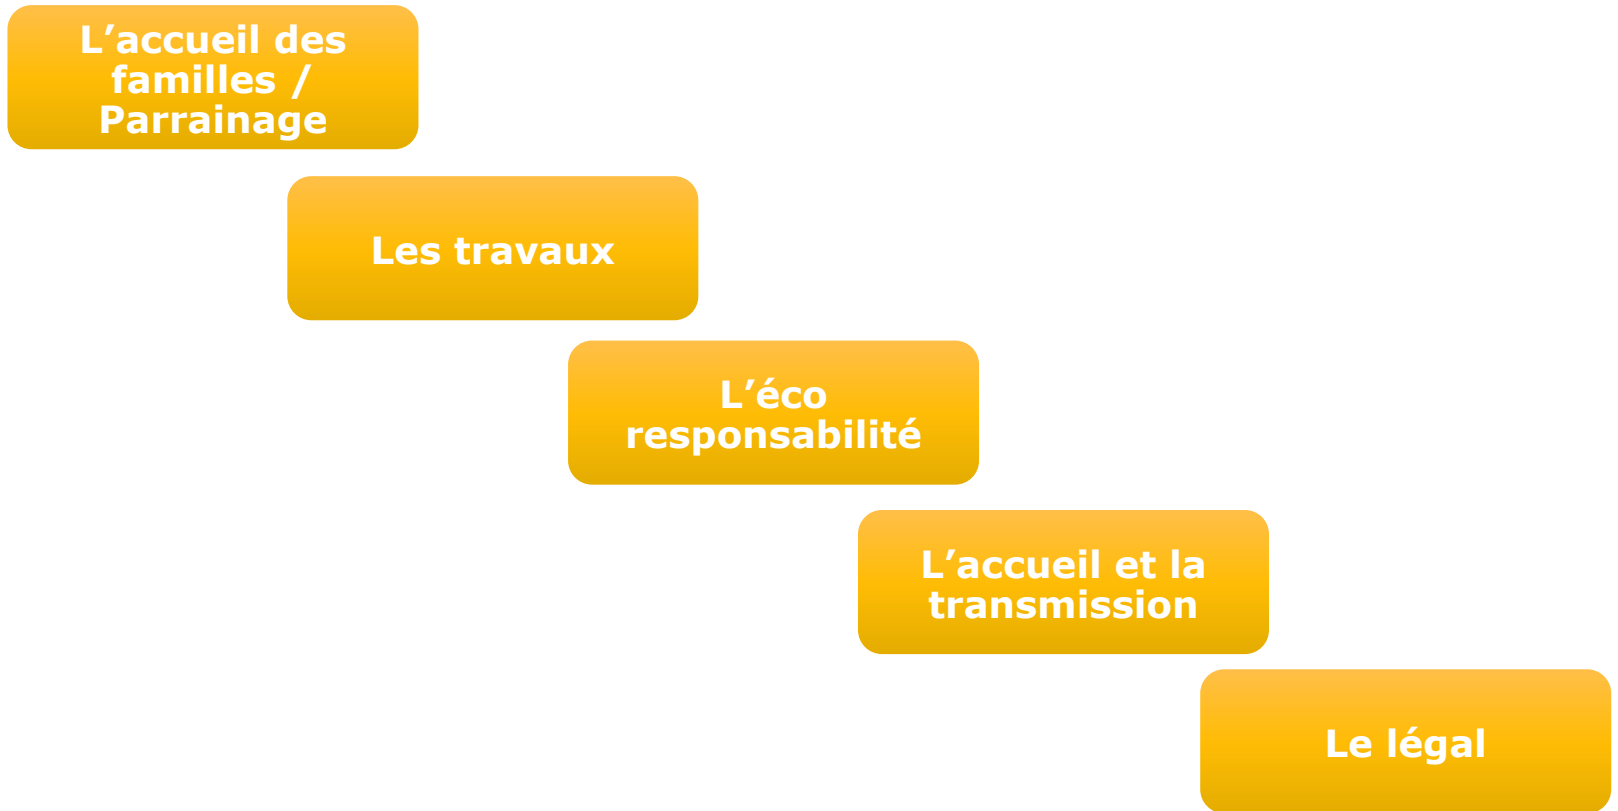 L’accueil des
familles /
Parrainage
Les travaux
L’éco
responsabilité
L’accueil et la
transmission
Le légal